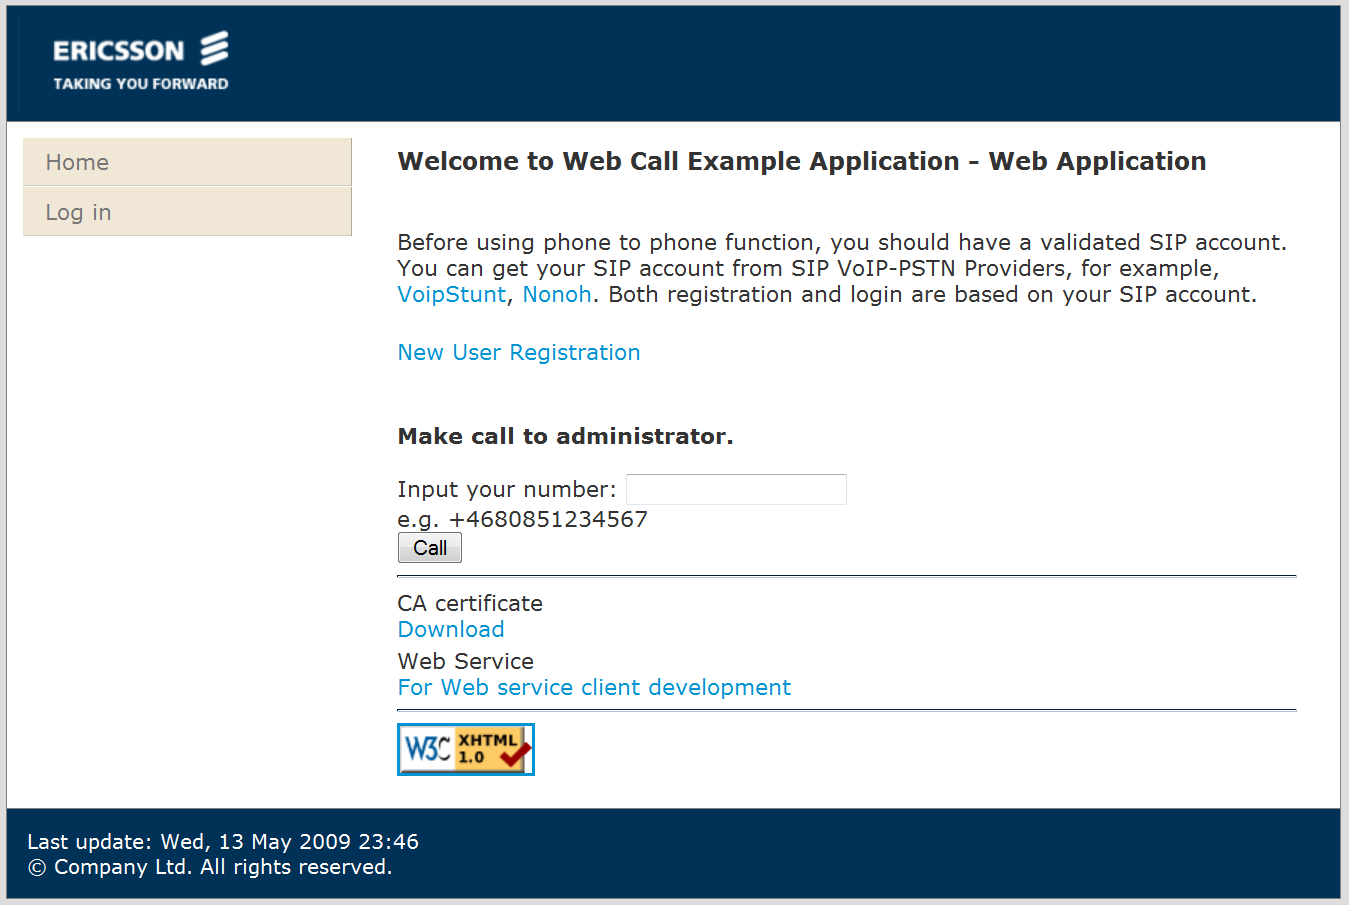 ERICSSON
TAKING YOU FORWARD
Home
Log in
Welcome to Web Call Example Application - Web Application
Before using phone to phone function, you should have a validated SIP account.
You can get your SIP account from SIP VoIP-PSTN Providers, for example,
VoipStunt, Nonoh. Both registration and login are based on your SIP account.
New User Registration
Make call to administrator.
Input your number:
e.g. +4680851234567
Call
CA certificate
Download
Web Service
For Web service client development
W3C XHTML
1.0
Last update: Wed, 13 May 2009 23:46
© Company Ltd. All rights reserved.